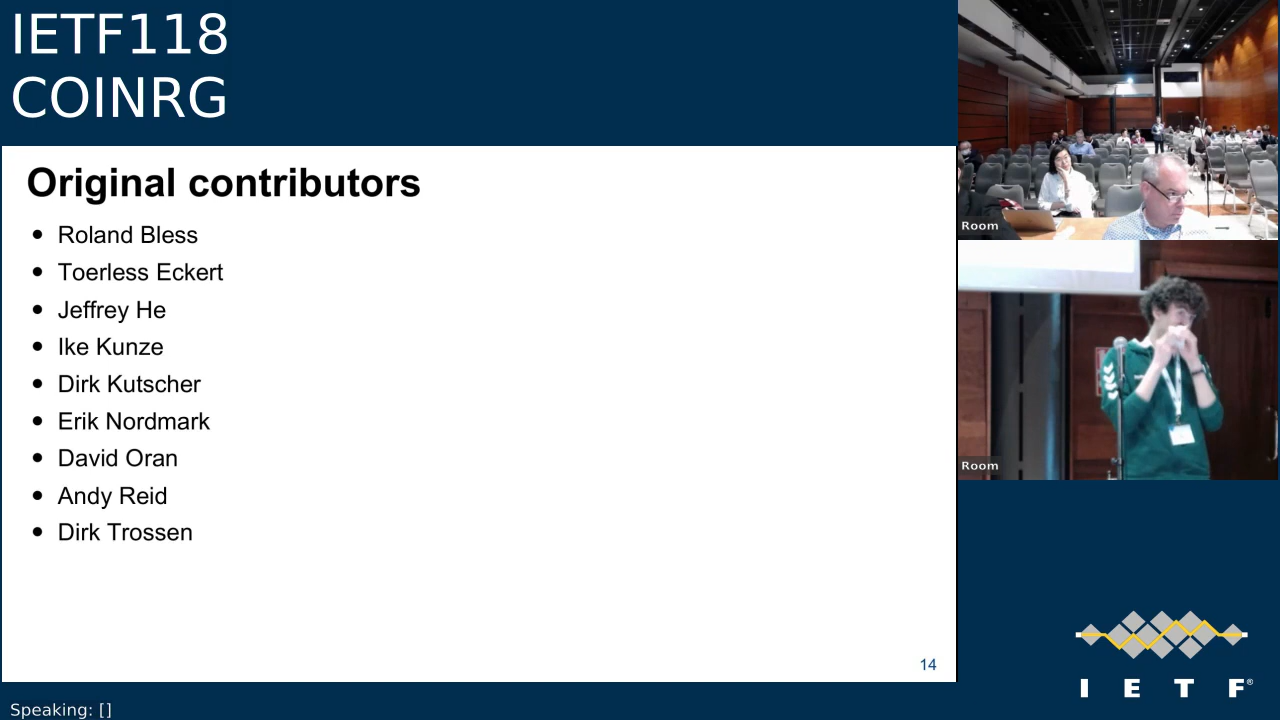 IETF118
COINRG
Original contributors
Roland Bless
Toerless Eckert
Jeffrey He
Ike Kunze
Dirk Kutscher
Erik Nordmark
David Oran
Andy Reid
Dirk Trossen
14
Room
Room
I E T F®
Speaking: []